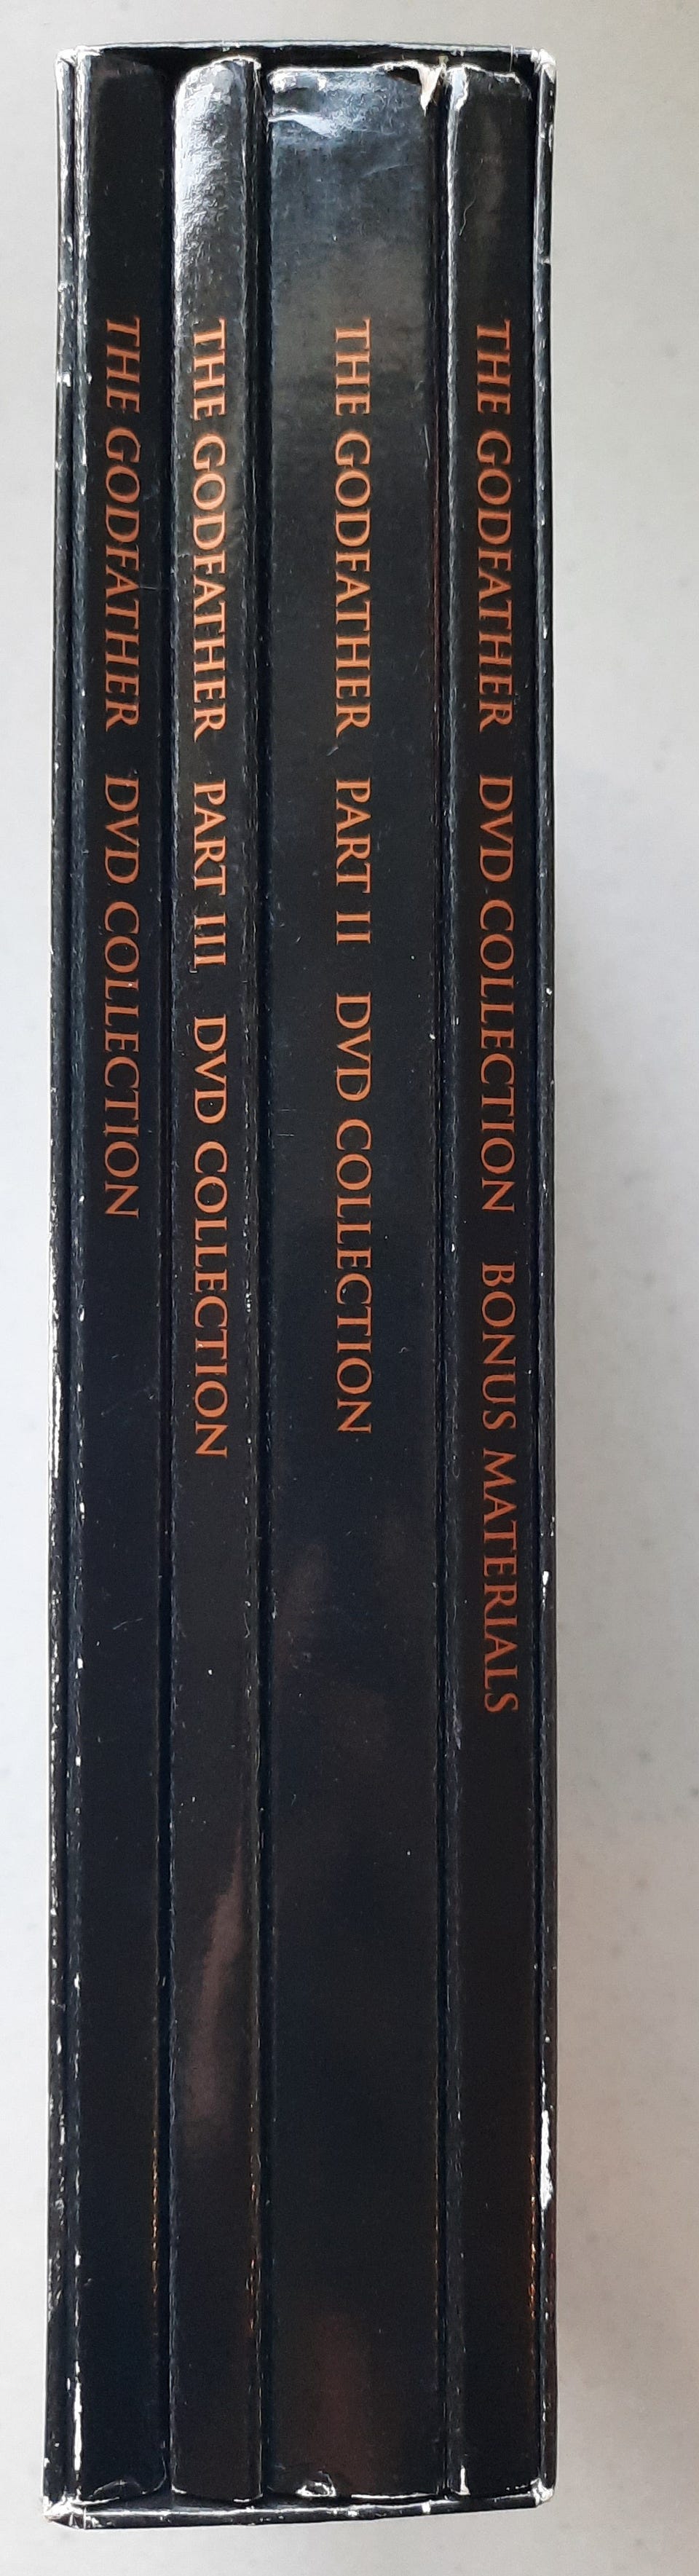 THE GODFATHER DVD COLLECTION
THE GODFATHER PART III DVD COLLECTION
THE GODFATHER PART II DVD COLLECTION
THE GODFATHER DVD COLLECTION BONUS MATERIALS